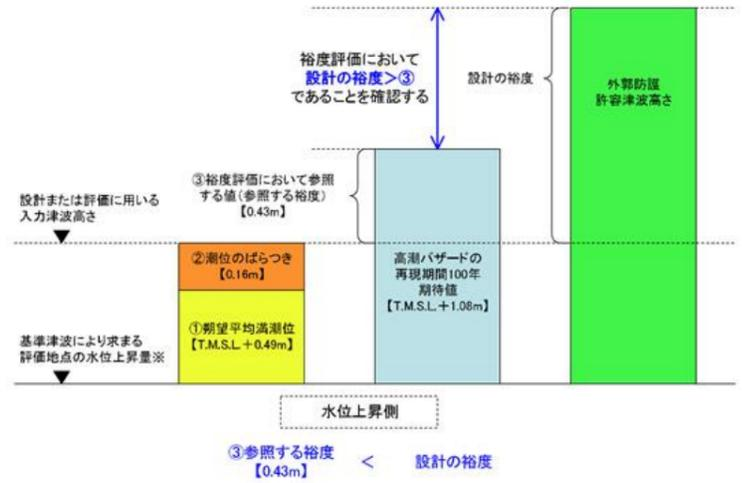 裕度評価において
設計の裕度>③
であることを確認する
設計の裕度
外郭防護
許容津波高さ
③裕度評価において参照
する値(参照する裕度)
【0.43m】
設計または評価に用いる
入力津波高さ
②潮位のばらつき
【0.16m】
高潮バザードの
再現期間100年
期待値
【T.M.S.L.+1.08m】
①朔望平均満潮位
【T.M.S.L.+0.49m】
基準津波により求まる
評価地点の水位上昇量※
水位上昇側
③参照する裕度
【0.43m】
<
設計の裕度